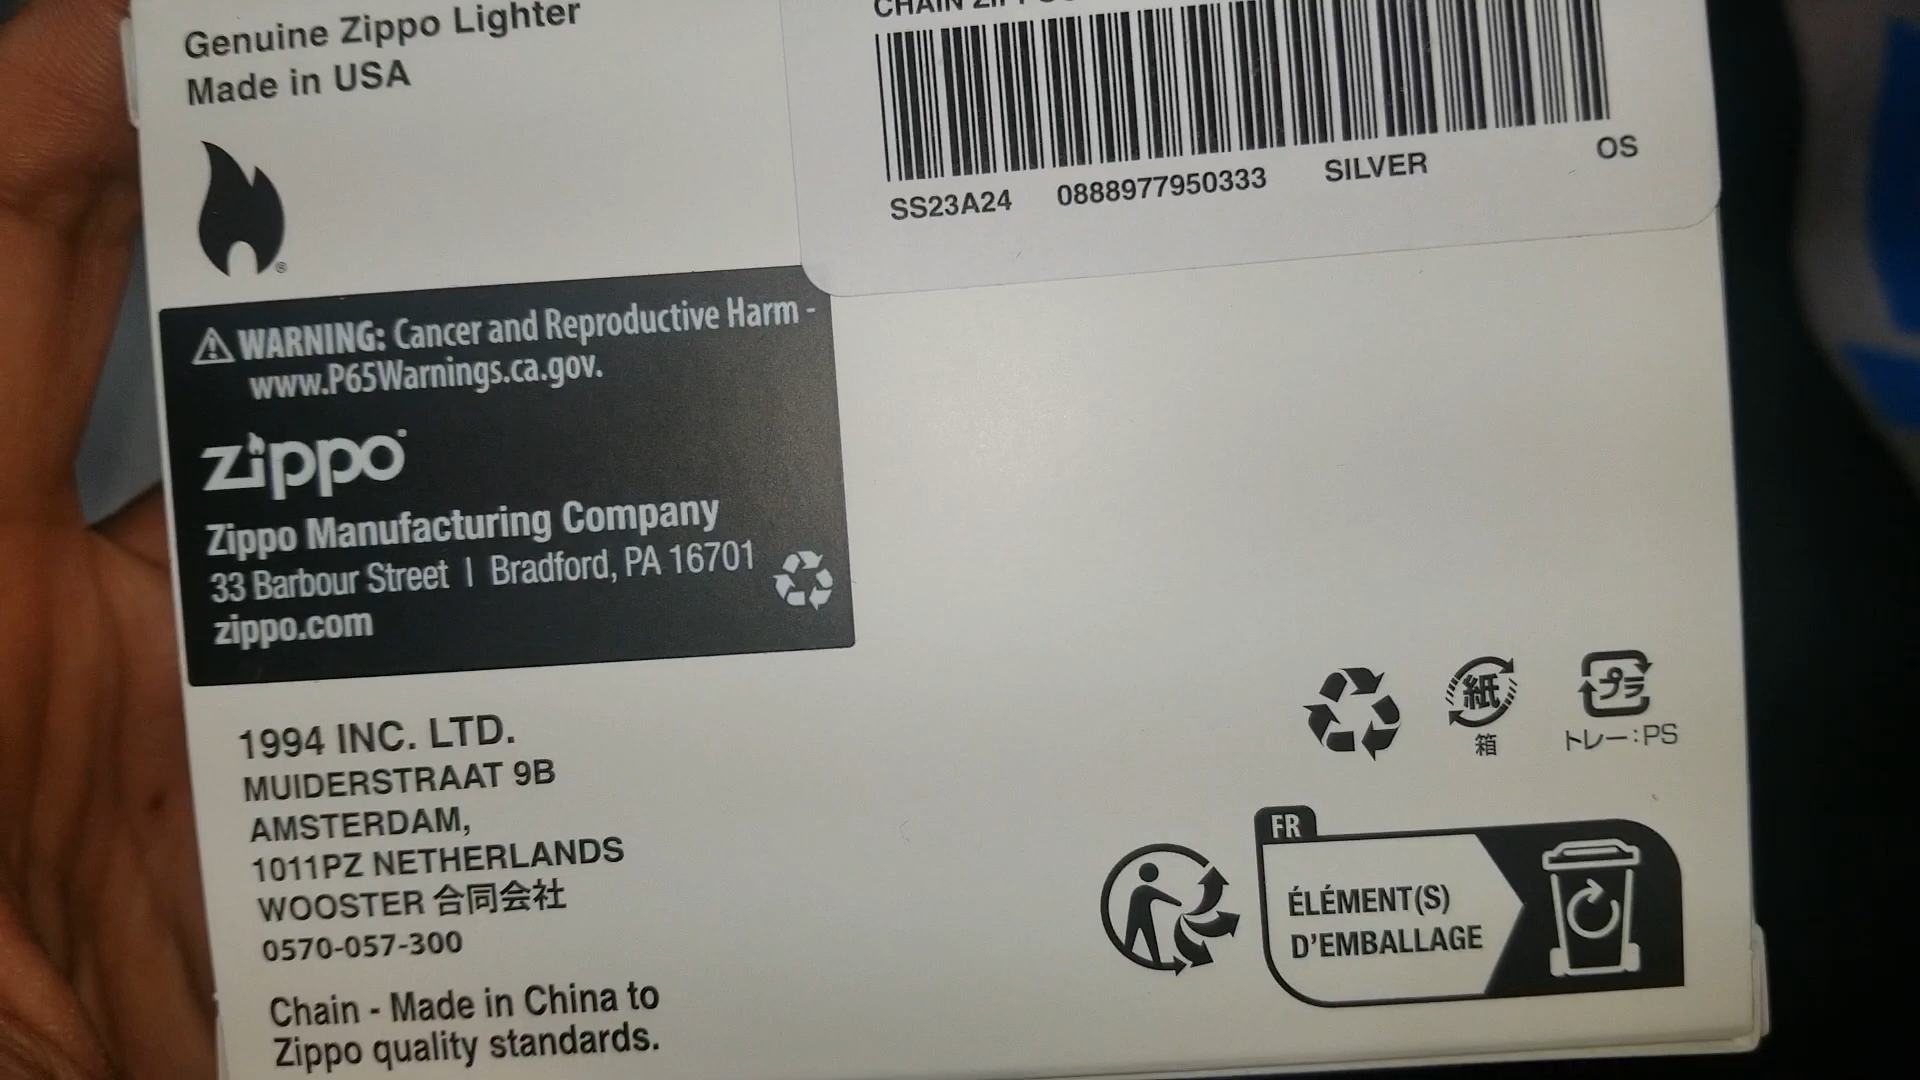 Genuine Zippo Lighter
Made in USA
CHAIN
SS23A24 0888977950333 SILVER OS
®
WARNING: Cancer and Reproductive Harm -
www.P65Warnings.ca.gov.
zippo
Zippo Manufacturing Company
33 Barbour Street | Bradford, PA 16701
zippo.com
1994 INC. LTD.
MUIDERSTRAAT 9B
AMSTERDAM,
1011PZ NETHERLANDS
WOOSTER 合同会社
0570-057-300
Chain - Made in China to
Zippo quality standards.
紙
箱
プラ
トレー:PS
FR
ÉLÉMENT(S)
D'EMBALLAGE